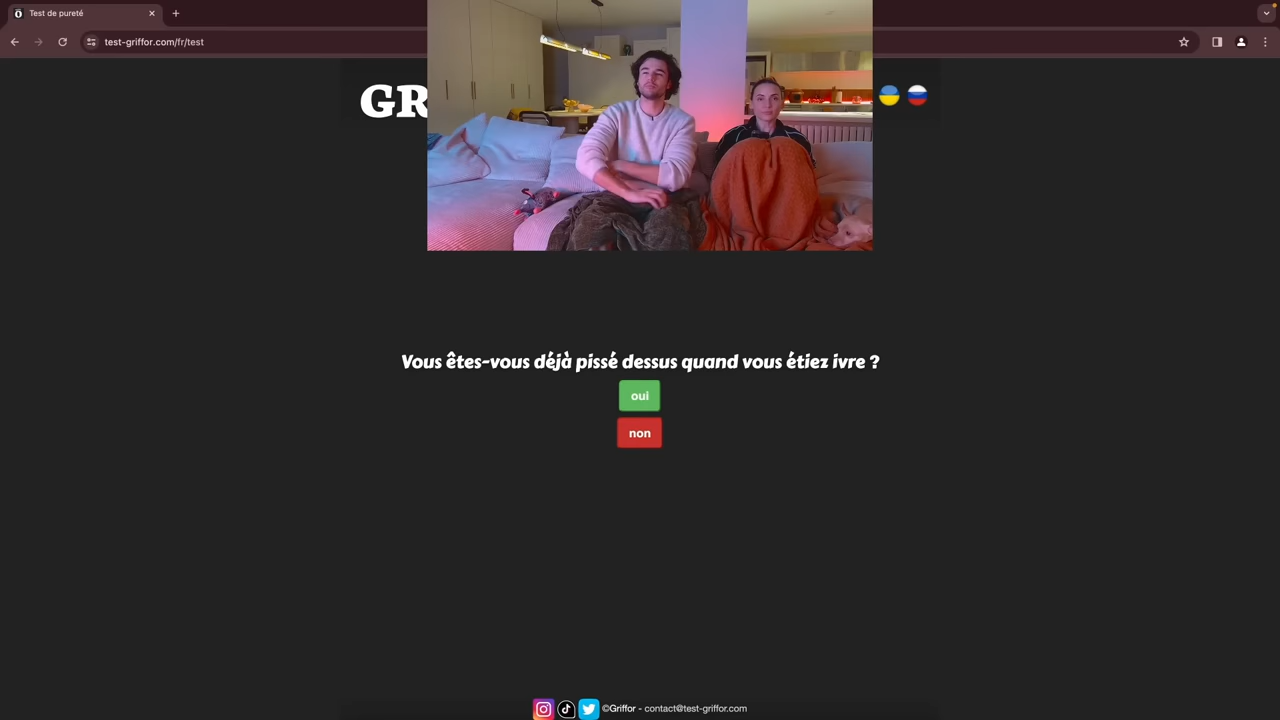 Test de pureté
test-griffor.com/fr/test
GR
Vous êtes-vous déjà pissé dessus quand vous étiez ivre ?
oui
non
©Griffor - contact@test-griffor.com